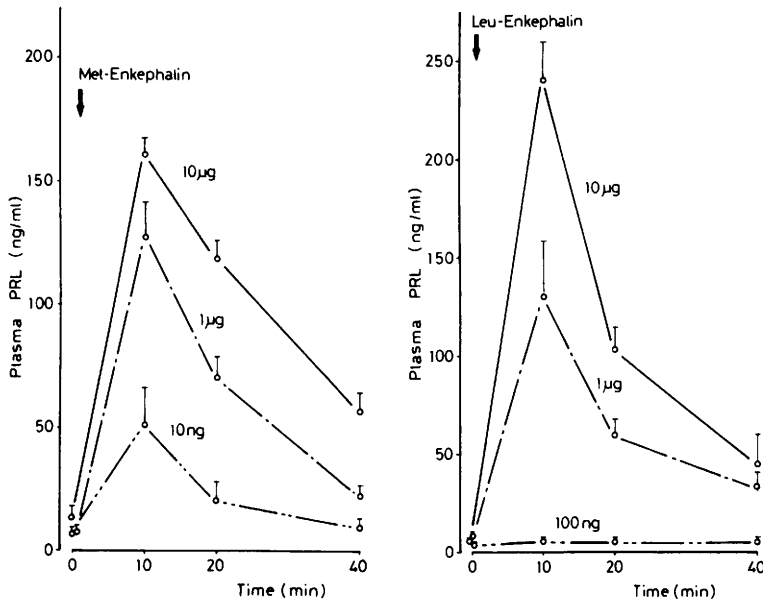 Met-Enkephalin
200
150
100
50
0
Plasma PRL (ng/ml)
10µg
1µg
10ng
0 10 20 40
Time (min)
Leu-Enkephalin
250
200
150
100
50
0
Plasma PRL (ng/ml)
10µg
1µg
100ng
0 10 20 40
Time (min)